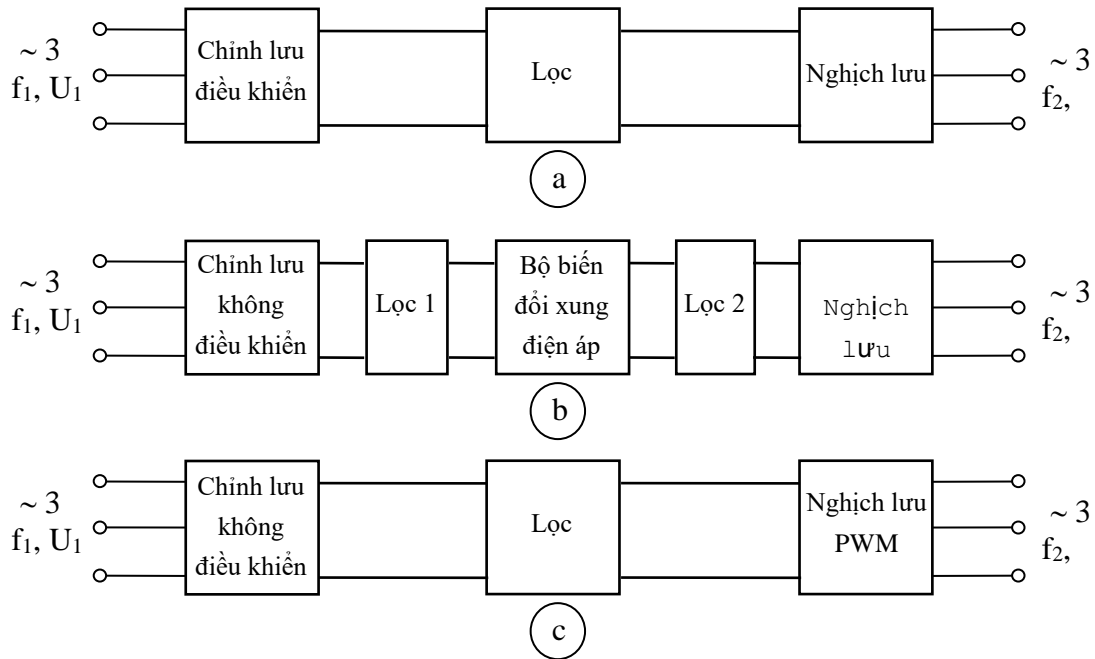 ~ 3
f₁, U₁
Chỉnh lưu
điều khiển
Lọc
Nghịch lưu
~ 3
f₂,
a
~ 3
f₁, U₁
Chỉnh lưu
không
điều khiển
Lọc 1
Bộ biến
đổi xung
điện áp
Lọc 2
Nghịch
lưu
~ 3
f₂,
b
~ 3
f₁, U₁
Chỉnh lưu
không
điều khiển
Lọc
Nghịch lưu
PWM
~ 3
f₂,
c